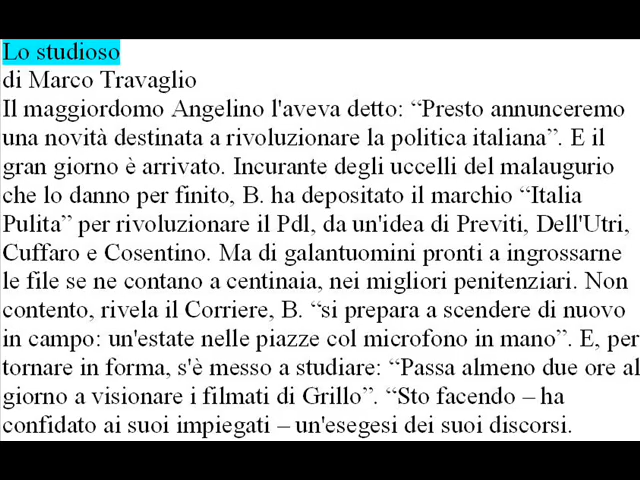 Lo studioso
di Marco Travaglio
Il maggiordomo Angelino l'aveva detto: “Presto annunceremo
una novità destinata a rivoluzionare la politica italiana”. E il
gran giorno è arrivato. Incurante degli uccelli del malaugurio
che lo danno per finito, B. ha depositato il marchio “Italia
Pulita” per rivoluzionare il Pdl, da un'idea di Previti, Dell'Utri,
Cuffaro e Cosentino. Ma di galantuomini pronti a ingrossarne
le file se ne contano a centinaia, nei migliori penitenziari. Non
contento, rivela il Corriere, B. “si prepara a scendere di nuovo
in campo: un'estate nelle piazze col microfono in mano”. E, per
tornare in forma, s'è messo a studiare: “Passa almeno due ore al
giorno a visionare i filmati di Grillo”. “Sto facendo – ha
confidato ai suoi impiegati – un'esegesi dei suoi discorsi.